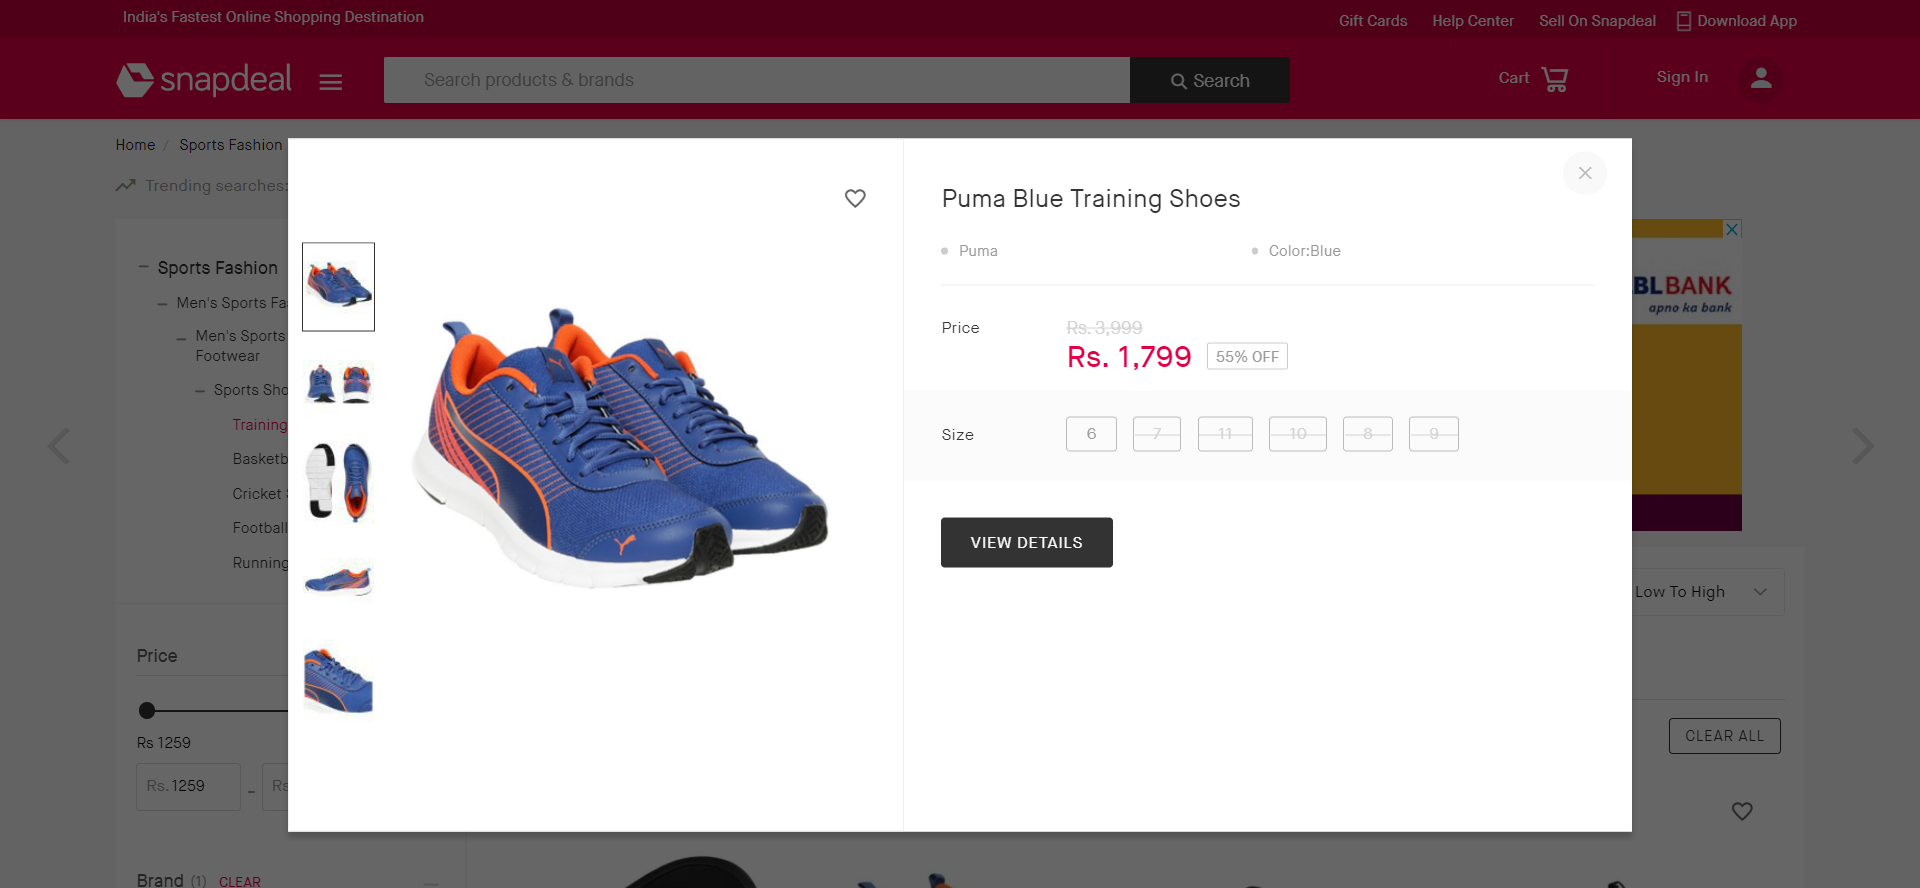 India's Fastest Online Shopping Destination
Gift Cards Help Center Sell On Snapdeal Download App
snapdeal
Search products & brands
Search
Cart
Sign In
Home / Sports Fashion
Trending searches:
Sports Fashion
Men's Sports Fa
Men's Sports
Footwear
Sports Sho
Training
Basketb
Cricket
Football
Running
Price
Rs 1259
Rs. 1259 - Rs
Brand (1) CLEAR
Puma Blue Training Shoes
Puma
Color:Blue
Price
Rs. 3,999
Rs. 1,799 55% OFF
Size
6 7 11 10 8 9
VIEW DETAILS
BLBANK
apno ka bank
Low To High
CLEAR ALL